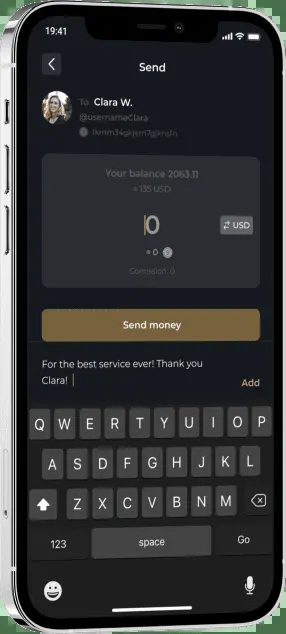 19:41
Send
To Clara W.
@usernameClara
Your balance 2063.11
≈ 135 USD
0
USD
≈ 0
Comission: 0
Send money
For the best service ever! Thank you
Clara!
Add
Q W E R T Y U I O P
A S D F G H J K L
Z X C V B N M
123 space Go